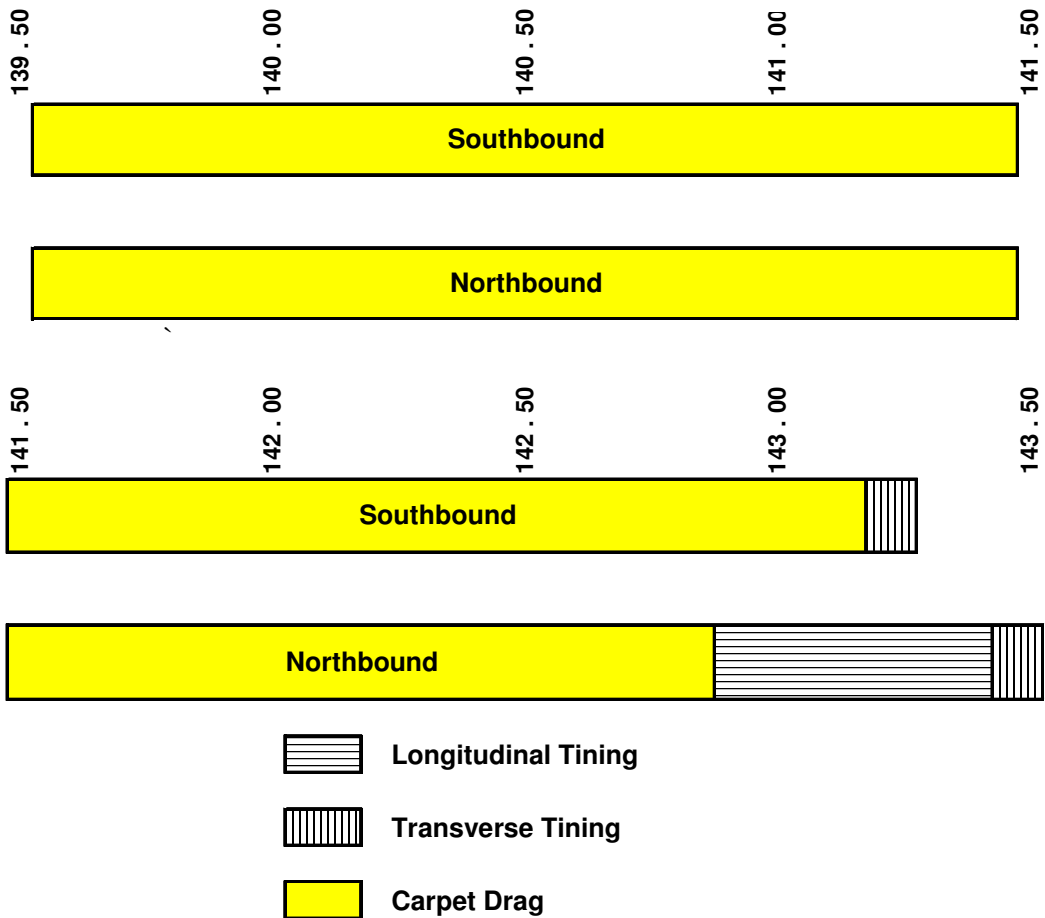 139 . 50
140 . 00
140 . 50
141 . 00
141 . 50
Southbound
Northbound
`
141 . 50
142 . 00
142 . 50
143 . 00
143 . 50
Southbound
Northbound
Longitudinal Tining
Transverse Tining
Carpet Drag